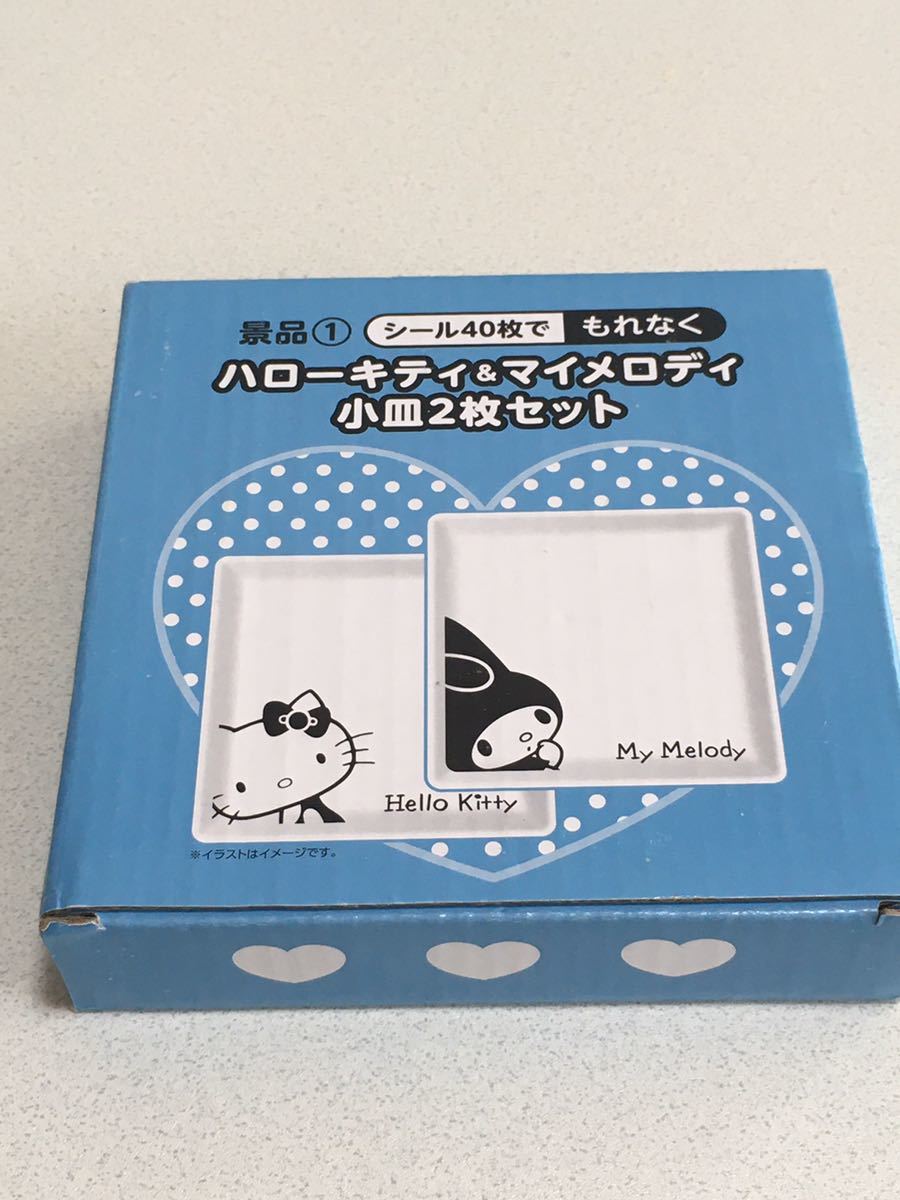 景品① シール40枚で もれなく
ハローキティ&マイメロディ
小皿2枚セット
My Melody
Hello Kitty
※イラストはイメージです。